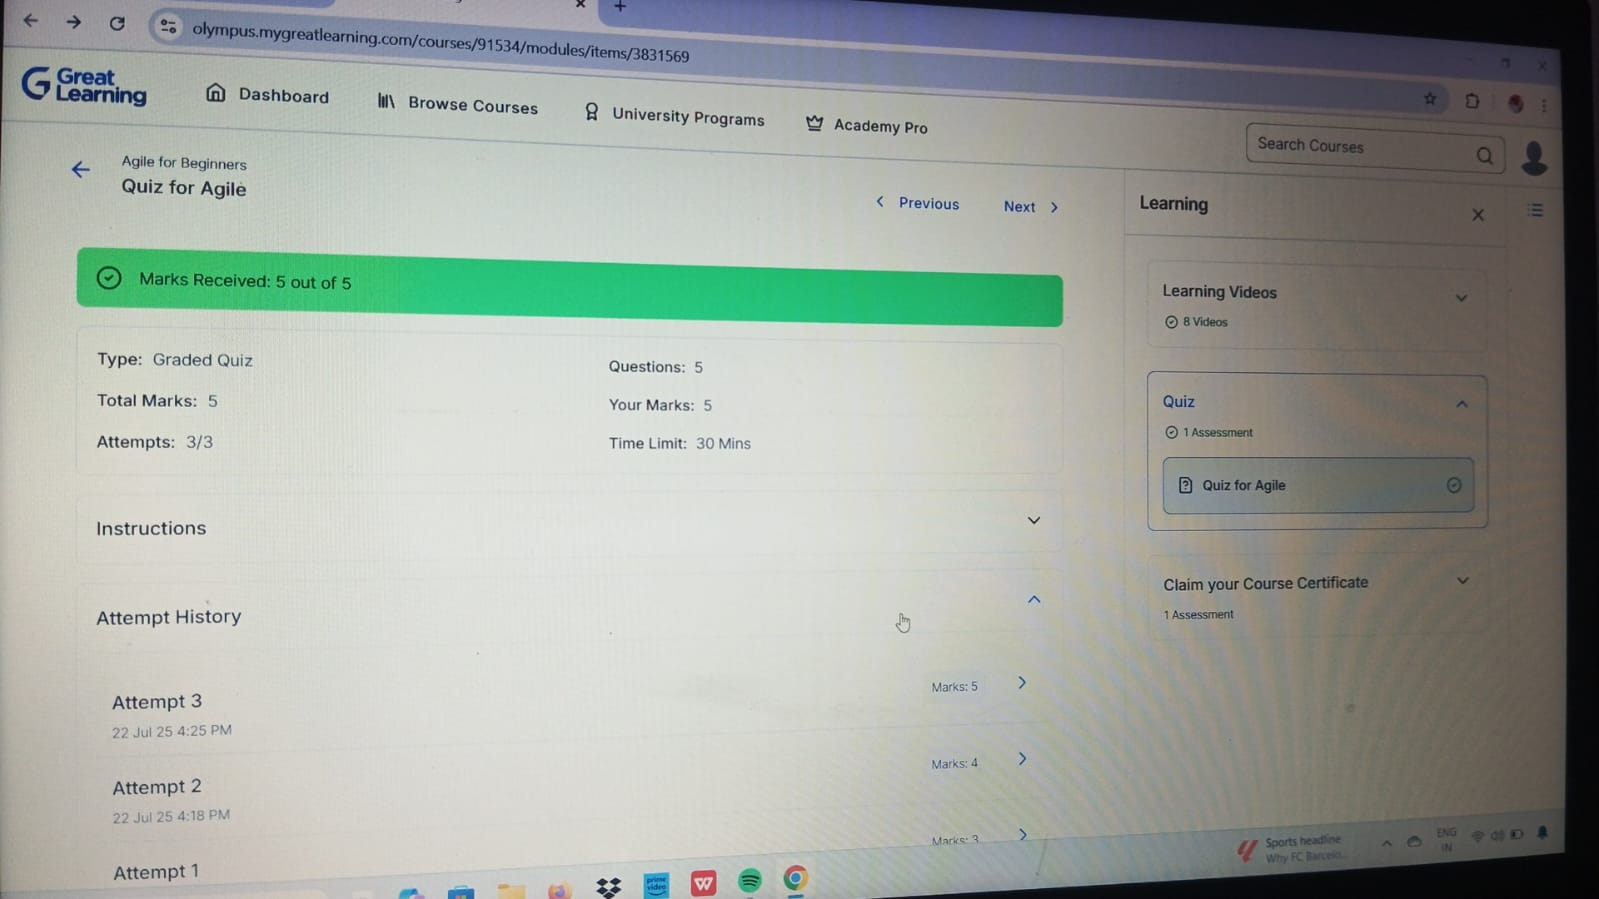 olympus.mygreatlearning.com/courses/91534/modules/items/3831569
Great
Learning
Dashboard
Browse Courses
University Programs
Academy Pro
Search Courses
Agile for Beginners
Quiz for Agile
Previous
Next
Learning
Marks Received: 5 out of 5
Type: Graded Quiz
Questions: 5
Total Marks: 5
Your Marks: 5
Attempts: 3/3
Time Limit: 30 Mins
Instructions
Attempt History
Attempt 3
Marks: 5
22 Jul 25 4:25 PM
Attempt 2
Marks: 4
22 Jul 25 4:18 PM
Attempt 1
Marks: 3
Learning Videos
8 Videos
Quiz
1 Assessment
Quiz for Agile
Claim your Course Certificate
1 Assessment
Sports headline
Why FC Barcelo...
ENG
IN
prime
video
W